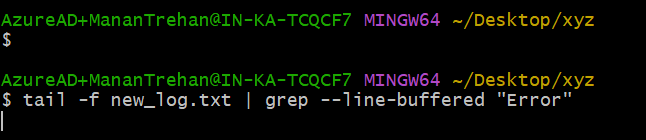 AzureAD+MananTrehan@IN-KA-TCQCF7 MINGW64 ~/Desktop/xyz
$
AzureAD+MananTrehan@IN-KA-TCQCF7 MINGW64 ~/Desktop/xyz
$ tail -f new_log.txt | grep --line-buffered "Error"